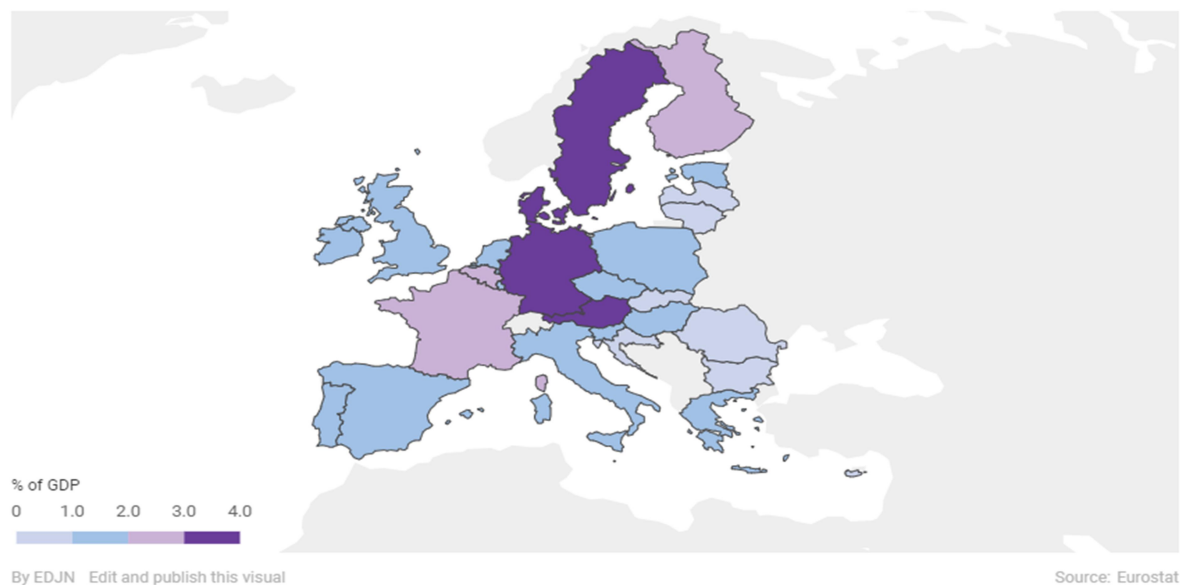 % of GDP
0 1.0 2.0 3.0 4.0
By EDJN Edit and publish this visual
Source: Eurostat